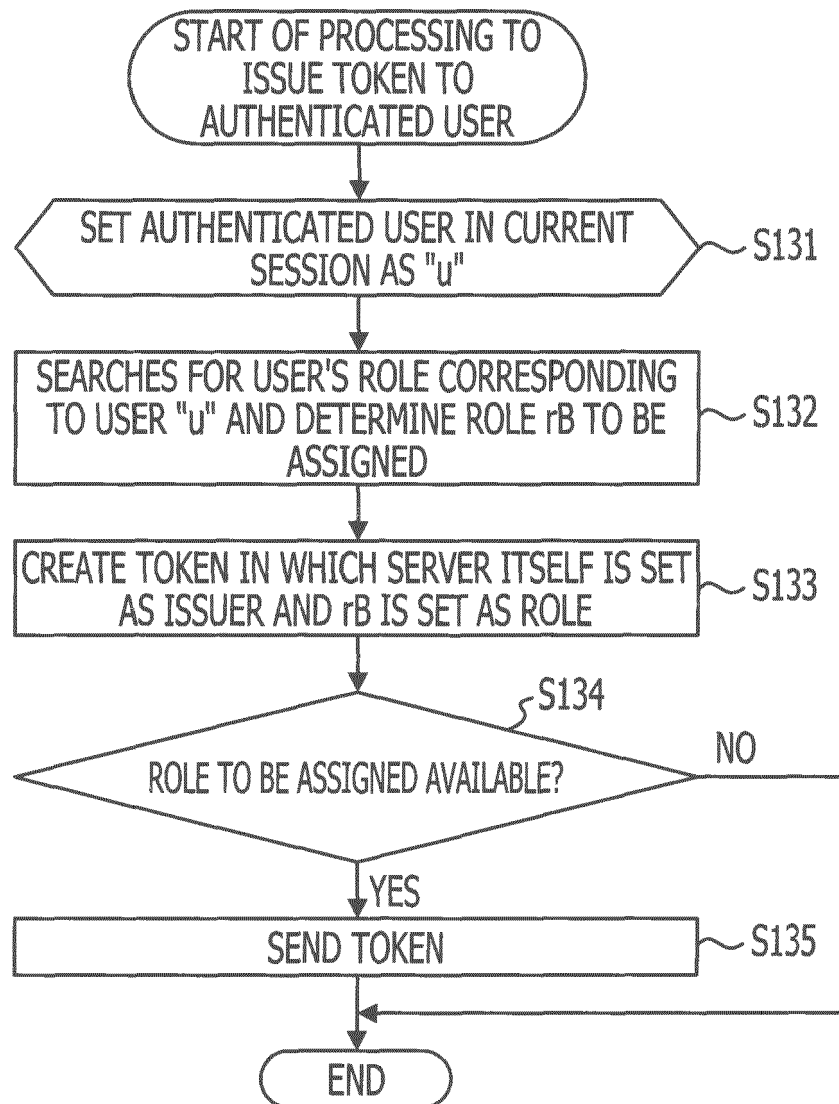 START OF PROCESSING TO
ISSUE TOKEN TO
AUTHENTICATED USER
SET AUTHENTICATED USER IN CURRENT
SESSION AS "u"
S131
SEARCHES FOR USER'S ROLE CORRESPONDING
TO USER "u" AND DETERMINE ROLE rB TO BE
ASSIGNED
S132
CREATE TOKEN IN WHICH SERVER ITSELF IS SET
AS ISSUER AND rB IS SET AS ROLE
S133
S134
ROLE TO BE ASSIGNED AVAILABLE?
NO
YES
SEND TOKEN
S135
END